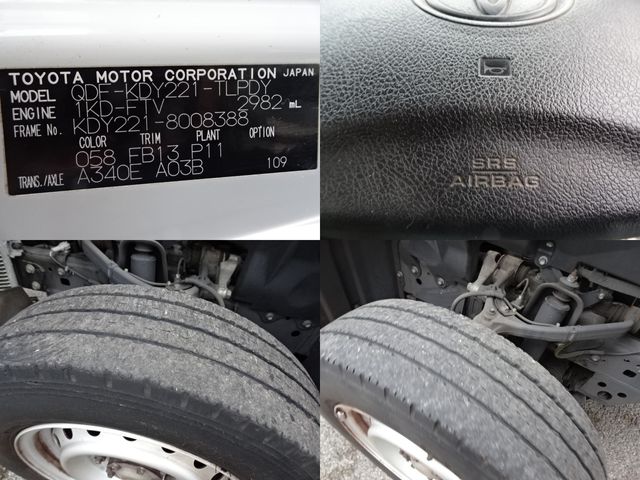 TOYOTA MOTOR CORPORATION JAPAN
MODEL QDF-KDY221-TLPDY
ENGINE 1KD-FTV 2982 mL
FRAME No. KDY221-8008388
COLOR TRIM PLANT OPTION
058 FB13 P11
TRANS./AXLE A340E A03B 109
SRS
AIRBAG